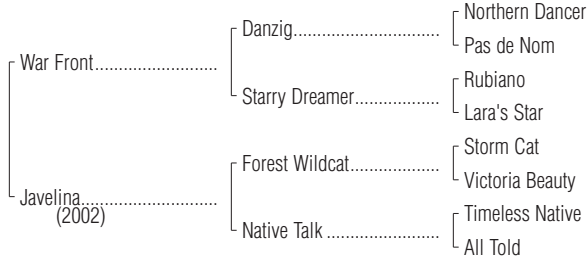 Northern Dancer
Danzig
Pas de Nom
War Front
Rubiano
Starry Dreamer
Lara's Star
Storm Cat
Forest Wildcat
Victoria Beauty
Javelina
(2002)
Timeless Native
Native Talk
All Told